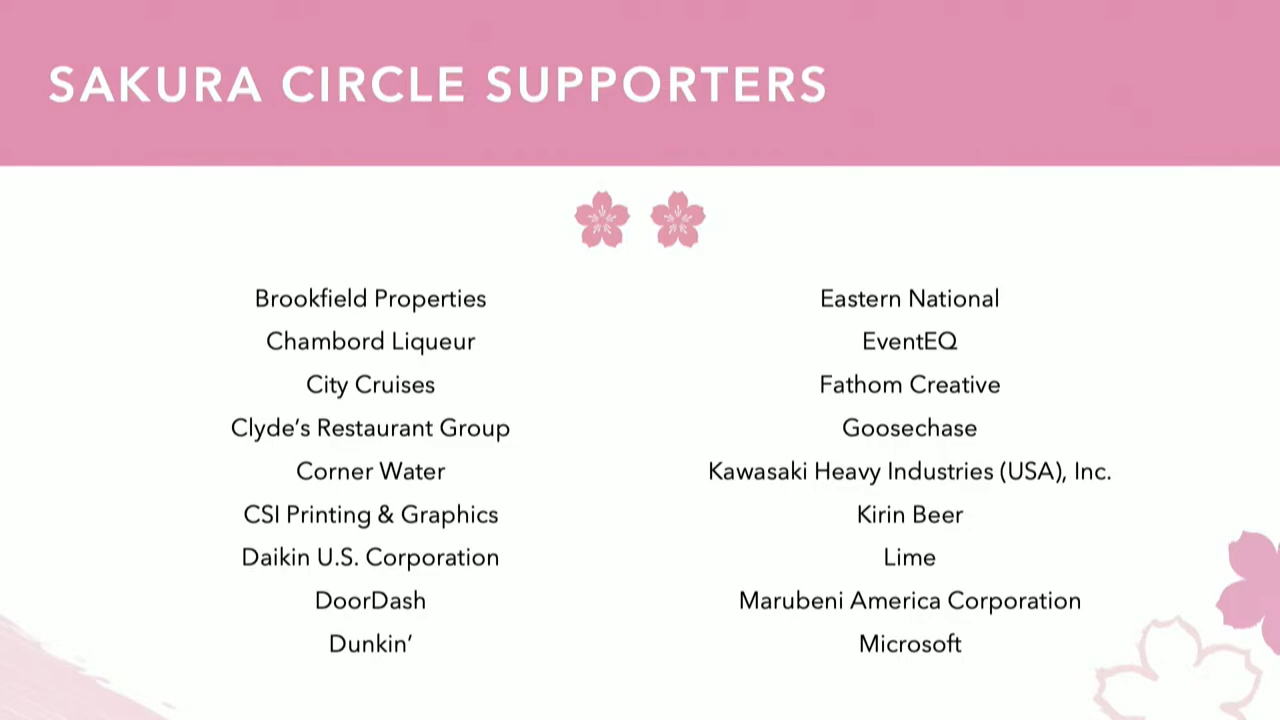 SAKURA CIRCLE SUPPORTERS
Brookfield Properties
Chambord Liqueur
City Cruises
Clyde’s Restaurant Group
Corner Water
CSI Printing & Graphics
Daikin U.S. Corporation
DoorDash
Dunkin’
Eastern National
EventEQ
Fathom Creative
Goosechase
Kawasaki Heavy Industries (USA), Inc.
Kirin Beer
Lime
Marubeni America Corporation
Microsoft